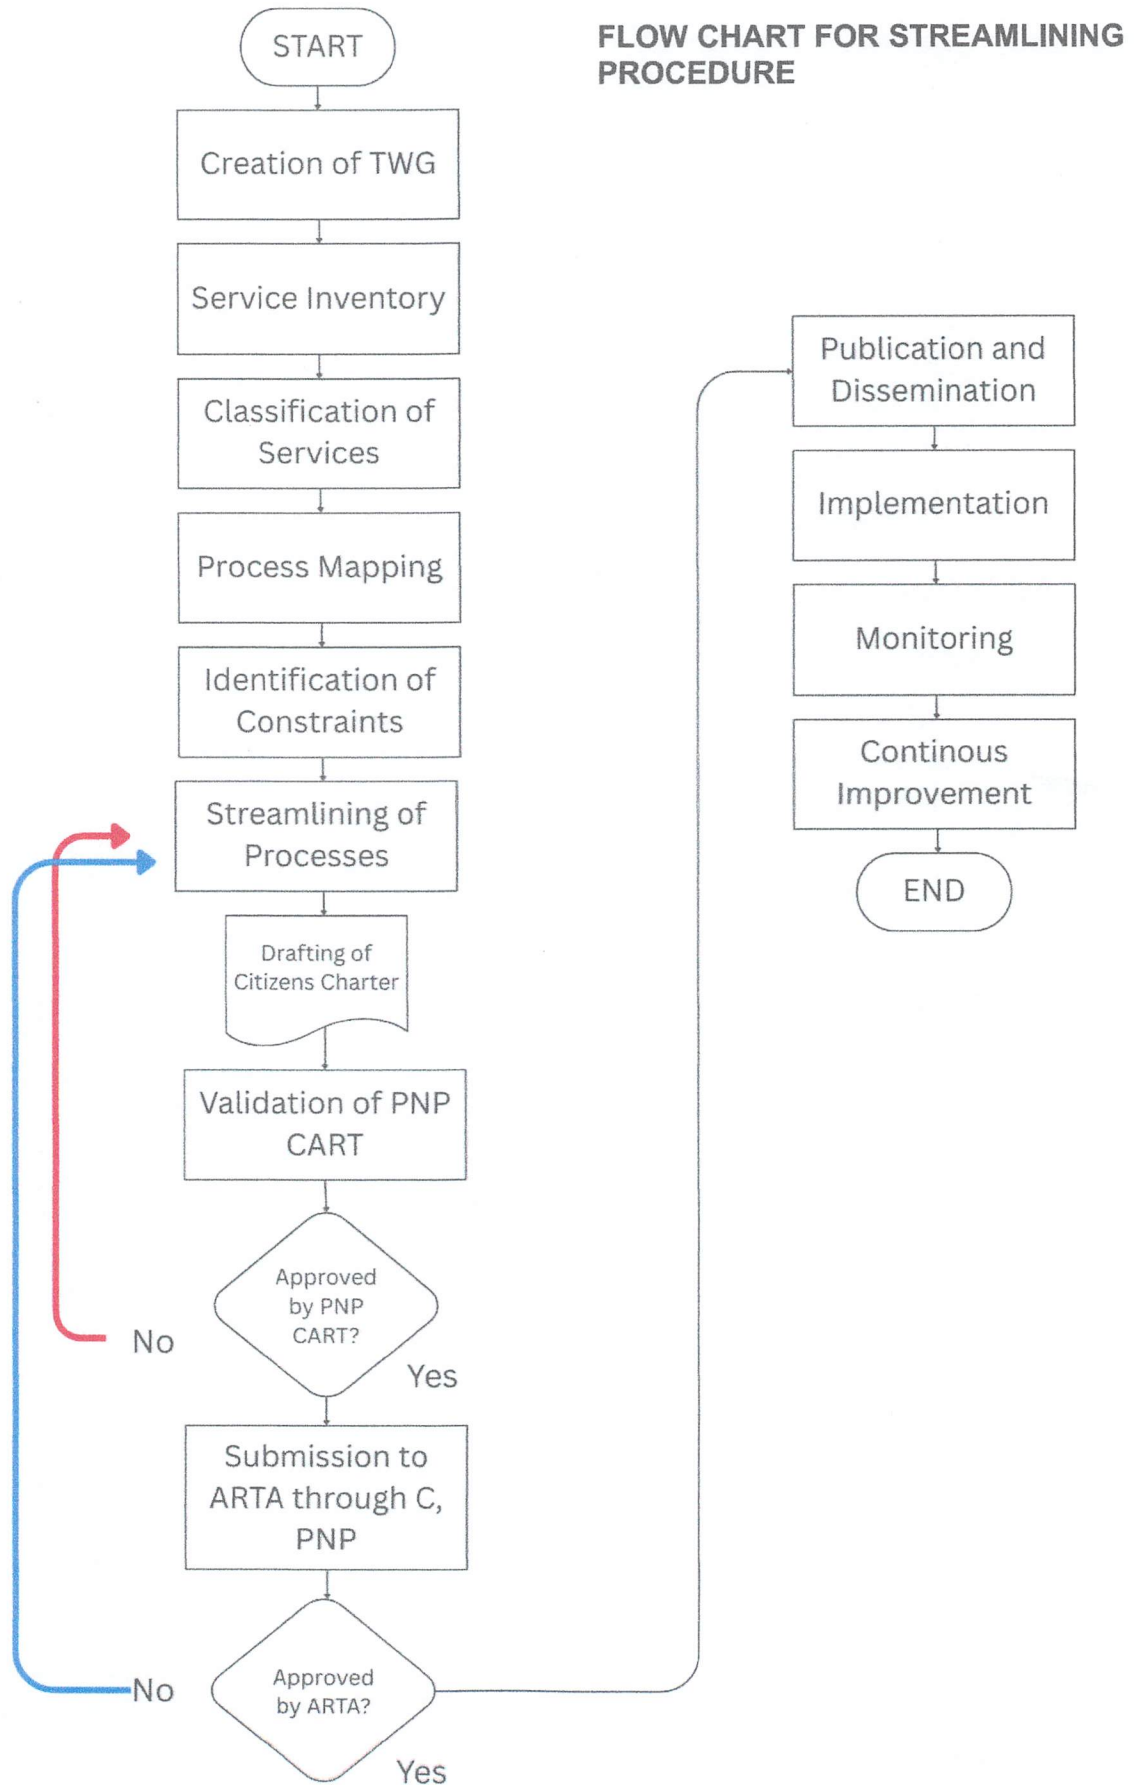 FLOW CHART FOR STREAMLINING
PROCEDURE
START
Creation of TWG
Service Inventory
Classification of
Services
Process Mapping
Identification of
Constraints
Streamlining of
Processes
Drafting of
Citizens Charter
Validation of PNP
CART
Approved
by PNP
CART?
No
Yes
Submission to
ARTA through C,
PNP
Approved
by ARTA?
No
Yes
Publication and
Dissemination
Implementation
Monitoring
Continous
Improvement
END